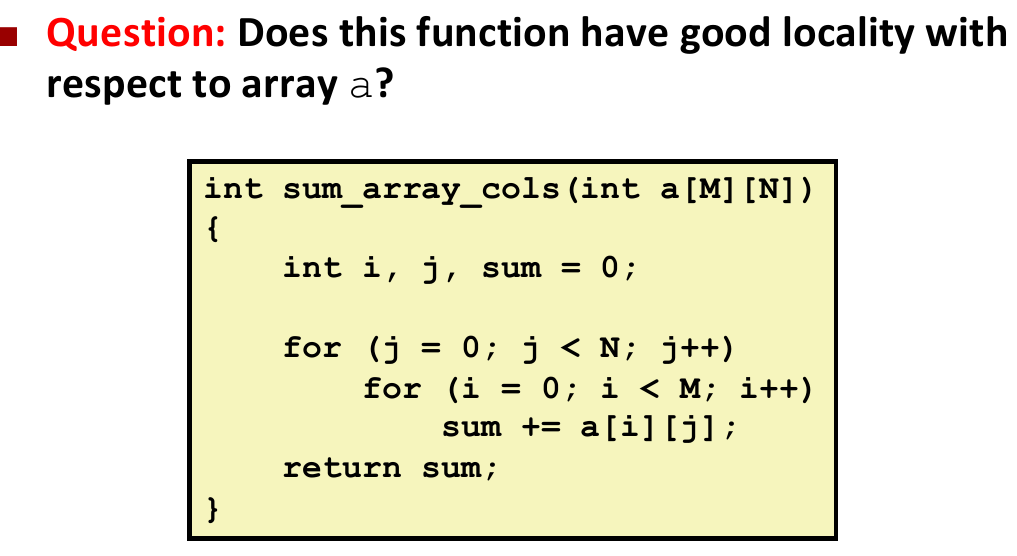 Question: Does this function have good locality with
respect to array a?
int sum_array_cols(int a[M][N])
{
    int i, j, sum = 0;
    for (j = 0; j < N; j++)
        for (i = 0; i < M; i++)
            sum += a[i][j];
    return sum;
}